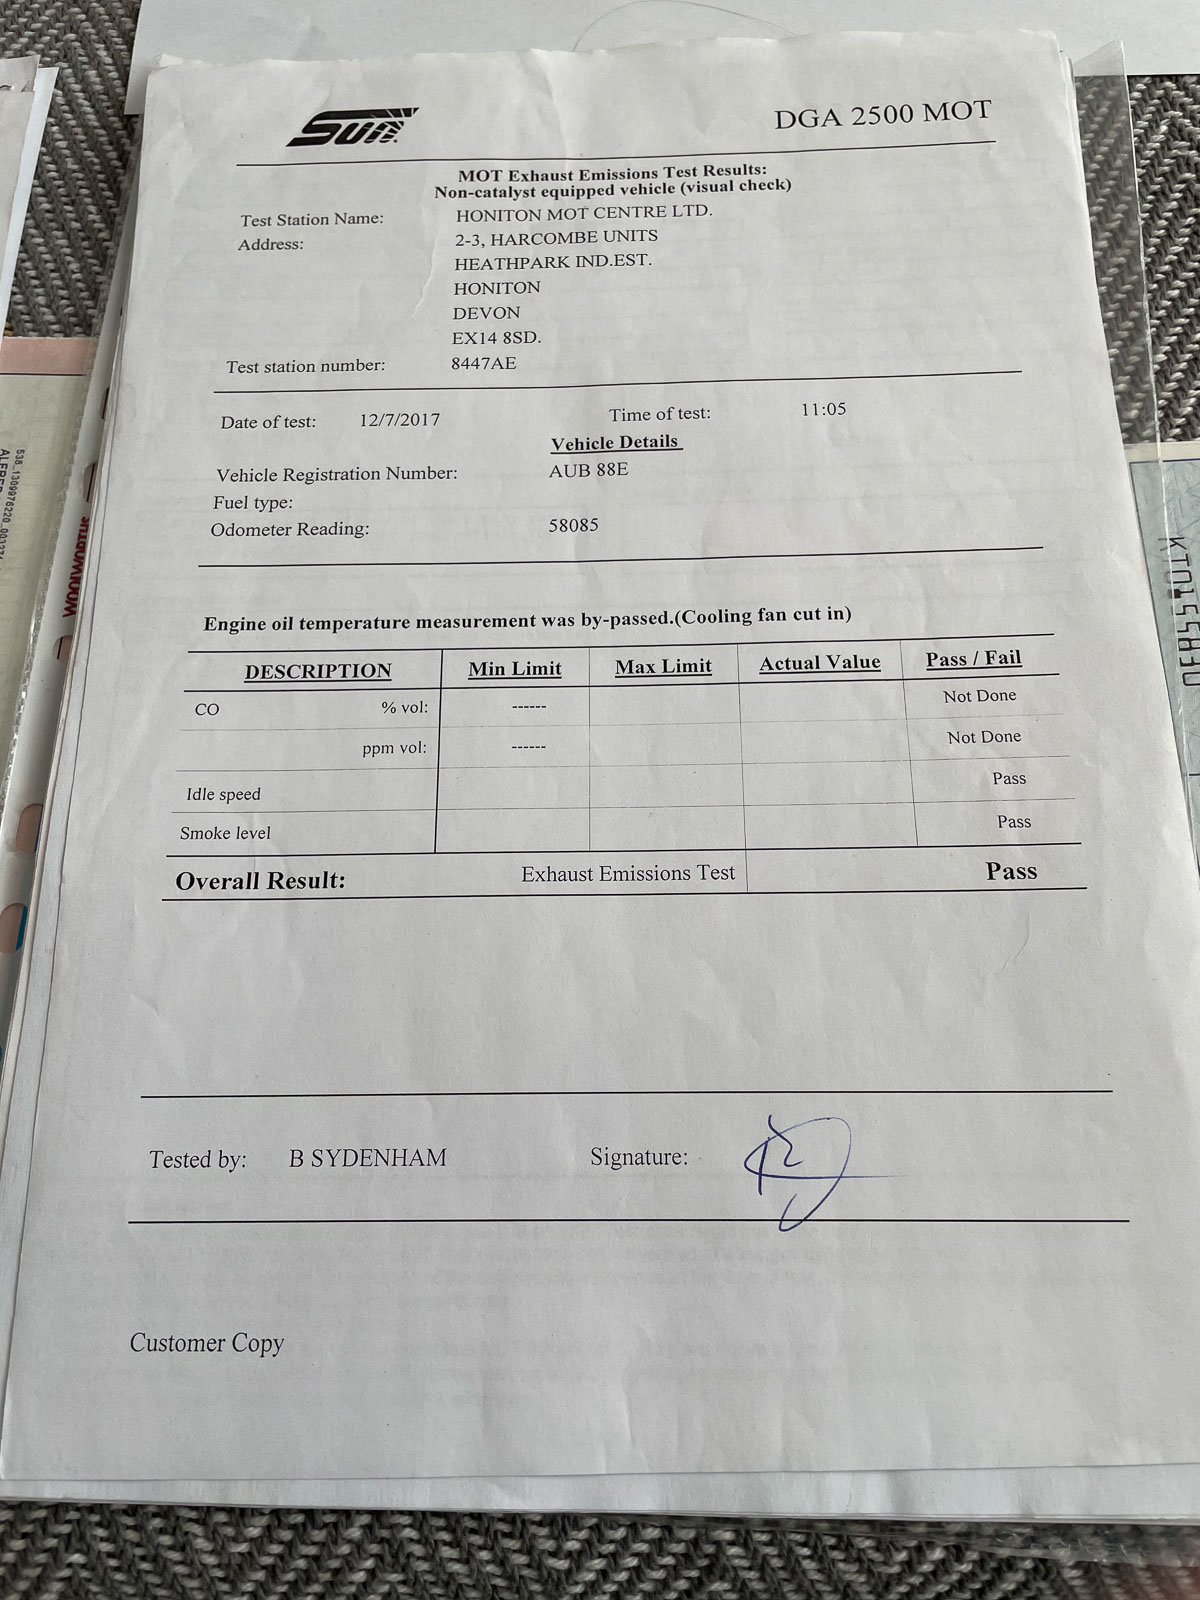 Sun
DGA 2500 MOT
MOT Exhaust Emissions Test Results:
Non-catalyst equipped vehicle (visual check)
Test Station Name: HONITON MOT CENTRE LTD.
Address: 2-3, HARCOMBE UNITS
HEATHPARK IND.EST.
HONITON
DEVON
EX14 8SD.
Test station number: 8447AE
Date of test: 12/7/2017 Time of test: 11:05
Vehicle Details
Vehicle Registration Number: AUB 88E
Fuel type:
Odometer Reading: 58085
Engine oil temperature measurement was by-passed.(Cooling fan cut in)
DESCRIPTION Min Limit Max Limit Actual Value Pass / Fail
CO % vol: ------ Not Done
ppm vol: ------ Not Done
Idle speed Pass
Smoke level Pass
Overall Result: Exhaust Emissions Test Pass
Tested by: B SYDENHAM Signature:
Customer Copy
WOOLWORTHS